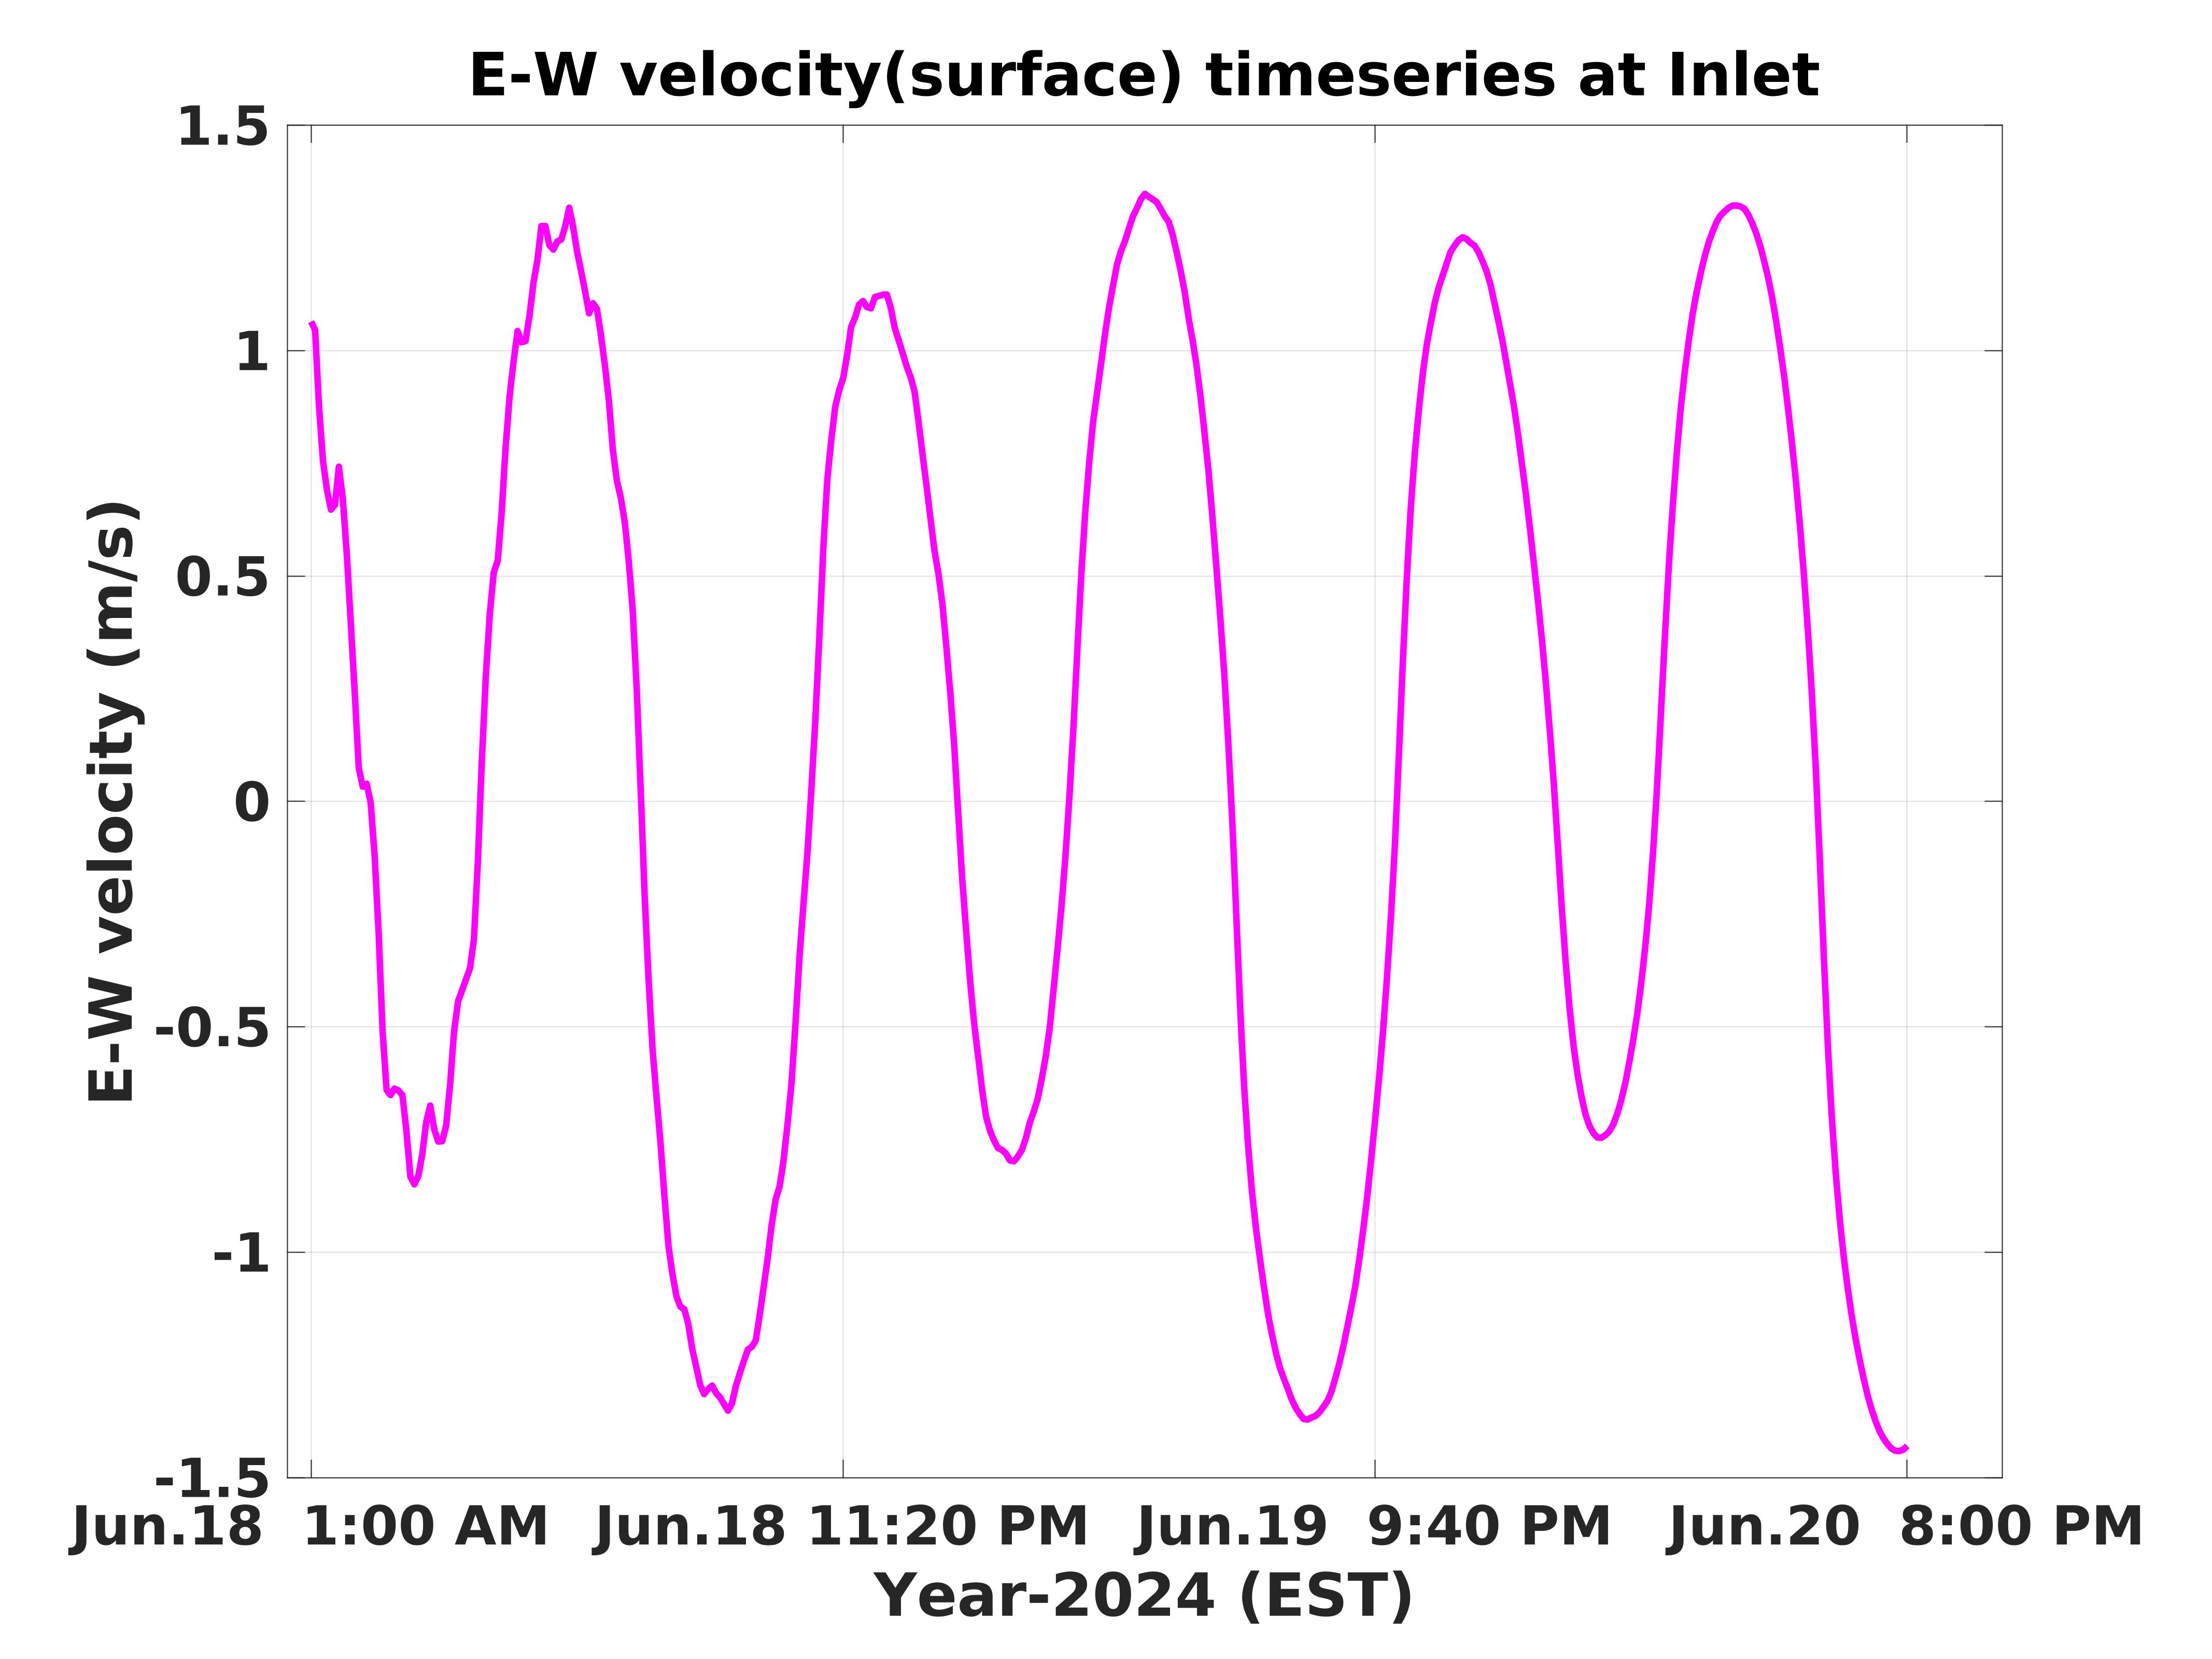 E-W velocity(surface) timeseries at Inlet
1.5
1
0.5
0
-0.5
-1
-1.5
E-W velocity (m/s)
Jun.18 1:00 AM Jun.18 11:20 PM Jun.19 9:40 PM Jun.20 8:00 PM
Year-2024 (EST)